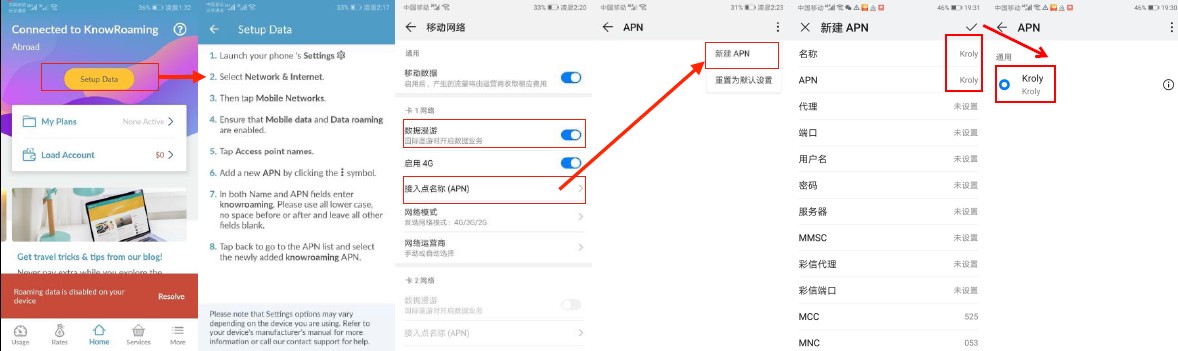 36% 凌晨1:32
Connected to KnowRoaming
Abroad
Setup Data
My Plans
None Active
Load Account
$0
Get travel tricks & tips from our blog!
Never pay extra while you explore the
Roaming data is disabled on your
device
Resolve
Usage
Rates
Home
Services
More
33% 凌晨2:17
Setup Data
1. Launch your phone 's Settings
2. Select Network & Internet.
3. Then tap Mobile Networks.
4. Ensure that Mobile data and Data roaming
are enabled.
5. Tap Access point names.
6. Add a new APN by clicking the symbol.
7. In both Name and APN fields enter
knowroaming. Please use all lower case,
no space before or after and leave all other
fields blank.
8. Tap back to go to the APN list and select
the newly added knowroaming APN.
Please note that Settings options may vary
depending on the device you are using. Refer to
your device's manufacturer's manual for more
information or call our contact support for help.
中国移动 33% 凌晨2:20
移动网络
通用
移动数据
启用后，产生的流量将由运营商收取相应费用
卡 1 网络
数据漫游
国际漫游时开启数据业务
启用 4G
接入点名称 (APN)
网络模式
首选网络模式：4G/3G/2G
网络运营商
手动或自动选择
卡 2 网络
数据漫游
国际漫游时开启数据业务
接入点名称 (APN)
中国移动 31% 凌晨2:23
APN
新建 APN
重置为默认设置
中国移动 46% 19:31
新建 APN
名称 Kroly
APN Kroly
代理 未设置
端口 未设置
用户名 未设置
密码 未设置
服务器 未设置
MMSC 未设置
彩信代理 未设置
彩信端口 未设置
MCC 525
MNC 053
中国移动 46% 19:30
APN
通用
Kroly
Kroly